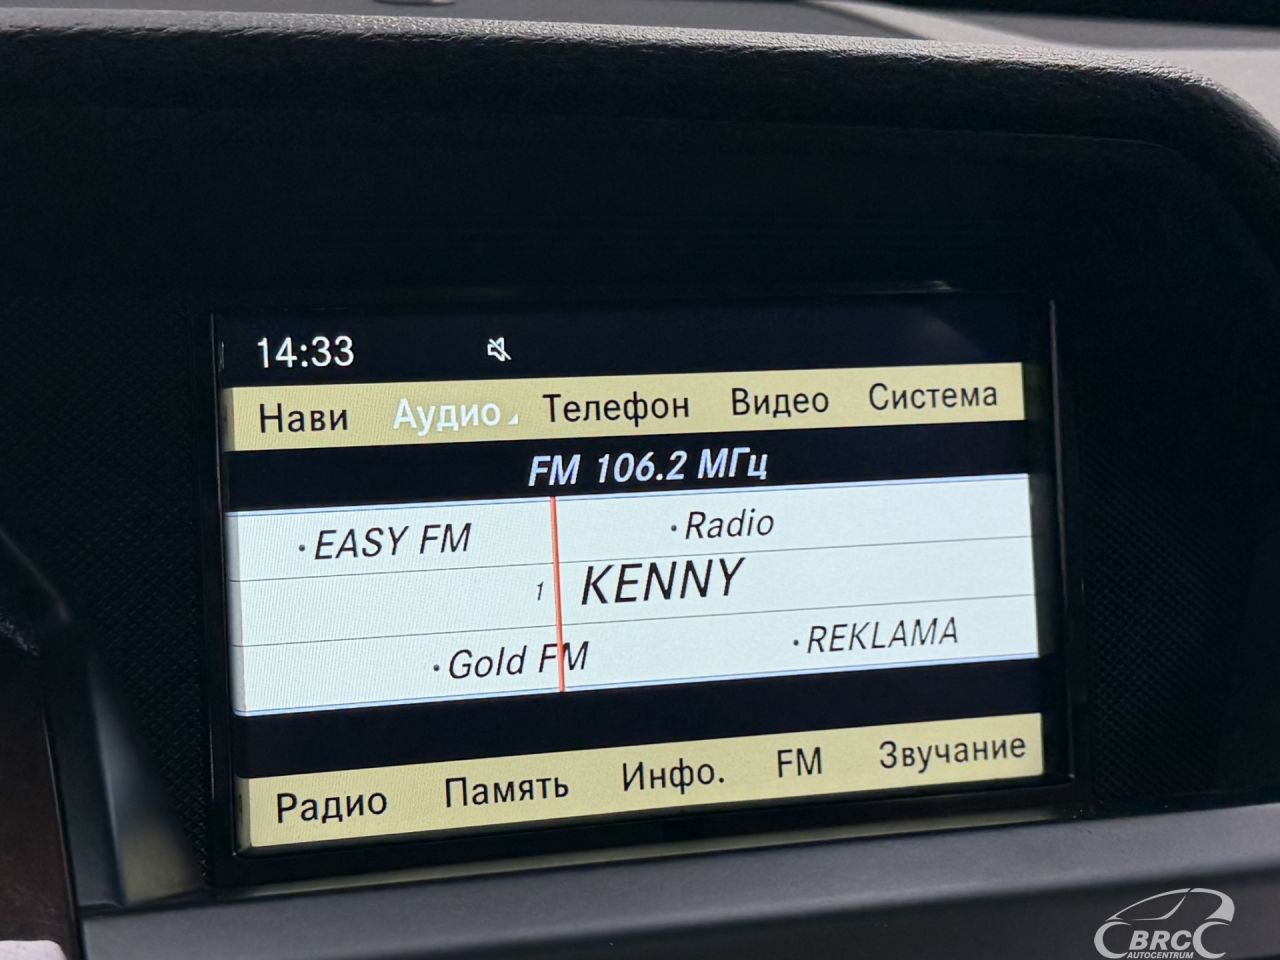 14:33
Нави Аудио Телефон Видео Система
FM 106.2 МГц
·EASY FM ·Radio
1 KENNY
·Gold FM ·REKLAMA
Радио Память Инфо. FM Звучание
BRC
AUTOCENTRUM